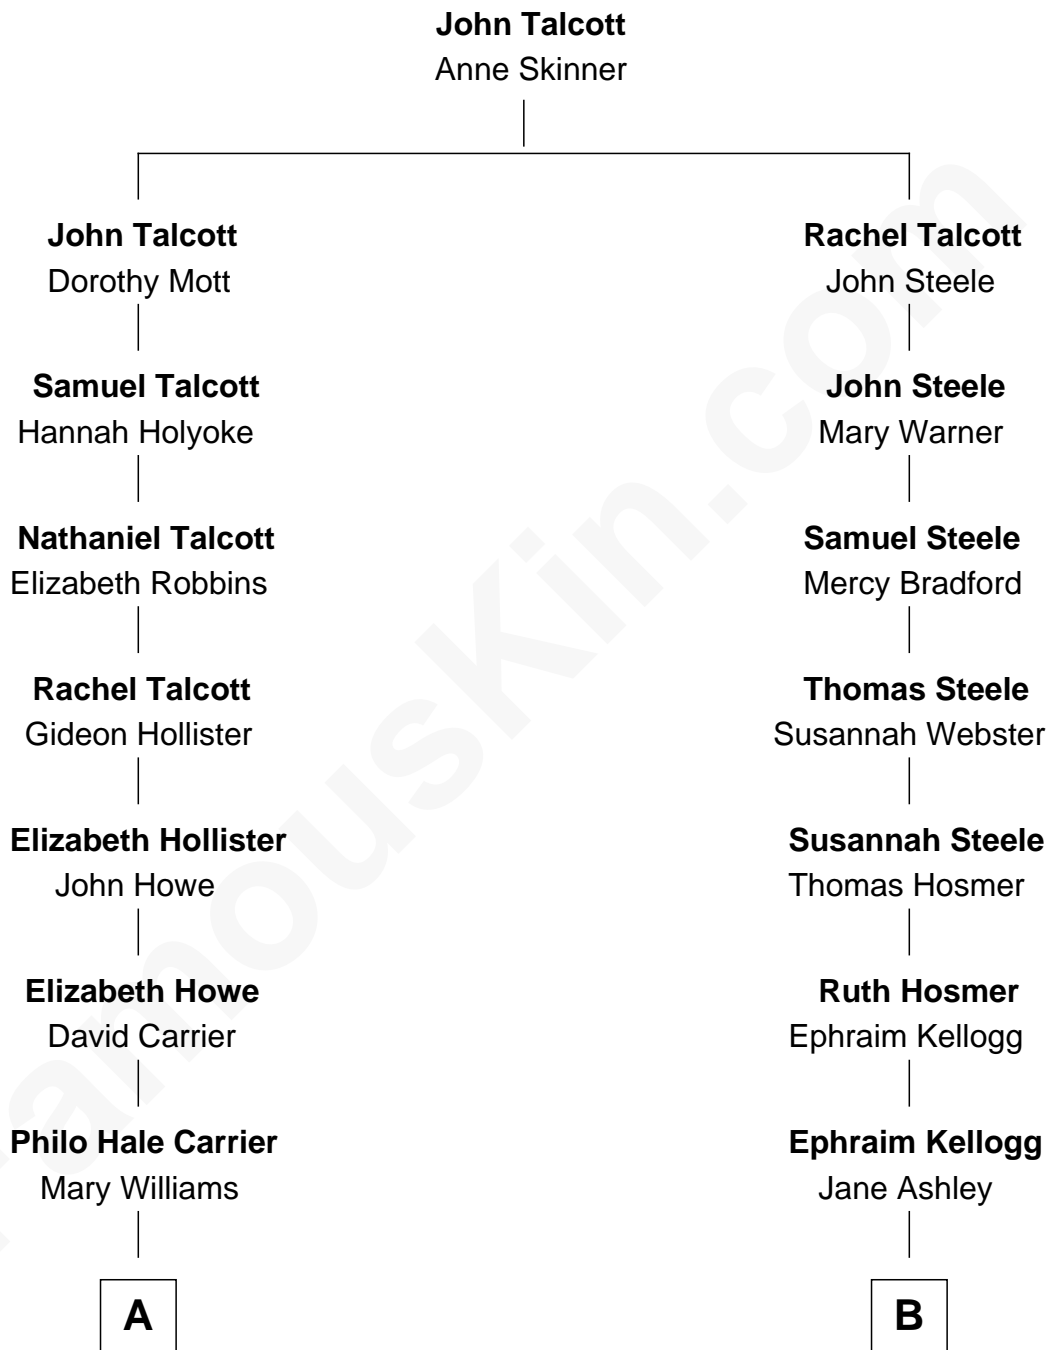 John Talcott
Anne Skinner
John Talcott
Dorothy Mott
Samuel Talcott
Hannah Holyoke
Nathaniel Talcott
Elizabeth Robbins
Rachel Talcott
Gideon Hollister
Elizabeth Hollister
John Howe
Elizabeth Howe
David Carrier
Philo Hale Carrier
Mary Williams
A
Rachel Talcott
John Steele
John Steele
Mary Warner
Samuel Steele
Mercy Bradford
Thomas Steele
Susannah Webster
Susannah Steele
Thomas Hosmer
Ruth Hosmer
Ephraim Kellogg
Ephraim Kellogg
Jane Ashley
B
FamousKin.com